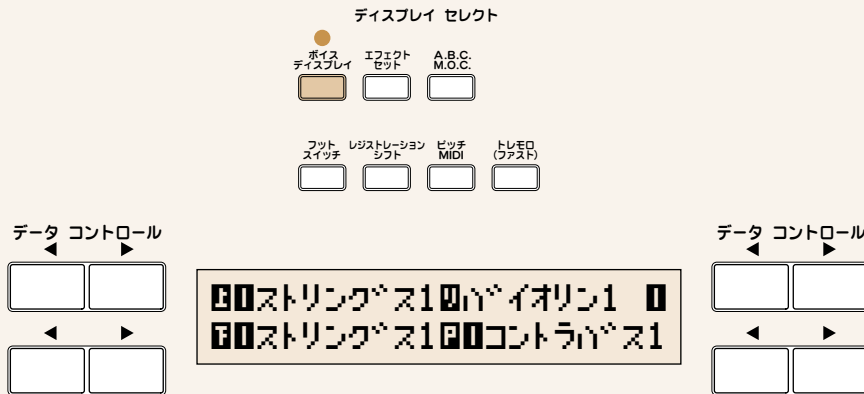 ディスプレイ セレクト
ボイス
ディスプレイ
エフェクト
セット
A.B.C.
M.O.C.
フット
スイッチ
レジストレーション
シフト
ピッチ
MIDI
トレモロ
(ファスト)
データ コントロール
◀ ▶
◀ ▶
ストリングス1 バイオリン1
ストリングス1 コントラバス1
データ コントロール
◀ ▶
◀ ▶